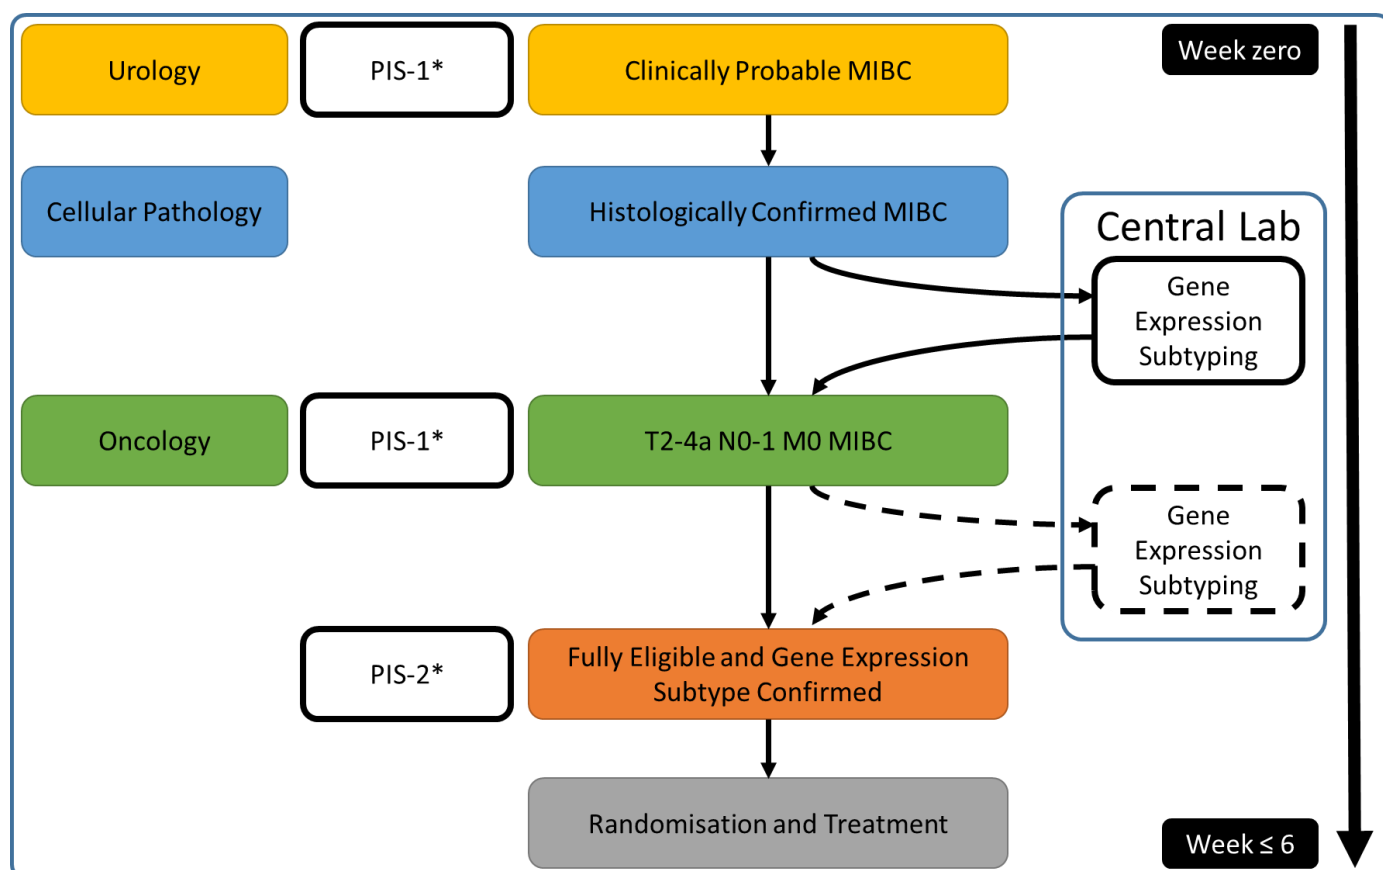 Urology
PIS-1*
Clinically Probable MIBC
Week zero
Cellular Pathology
Histologically Confirmed MIBC
Central Lab
Gene
Expression
Subtyping
Oncology
PIS-1*
T2-4a N0-1 M0 MIBC
Gene
Expression
Subtyping
PIS-2*
Fully Eligible and Gene Expression
Subtype Confirmed
Randomisation and Treatment
Week ≤ 6